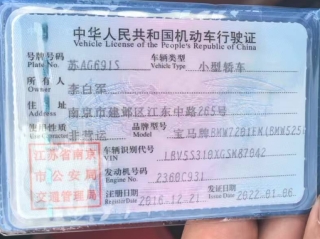 中华人民共和国机动车行驶证
Vehicle License of the People's Republic of China
号牌号码 苏AG691S 车辆类型 小型轿车
Plate No. Vehicle Type
所有人 李白军
Owner
住址 南京市建邺区江东中路265号
Address
使用性质 非营运 品牌型号 宝马牌BMW7201EM(BMW525
Use Character Model
江苏省南京 车辆识别代号
市公安局 VIN
发动机号码 2368C931
交通管理局 Engine No.
注册日期 2016.12.21 发证日期 2022.01.06
Register Date Issue Date